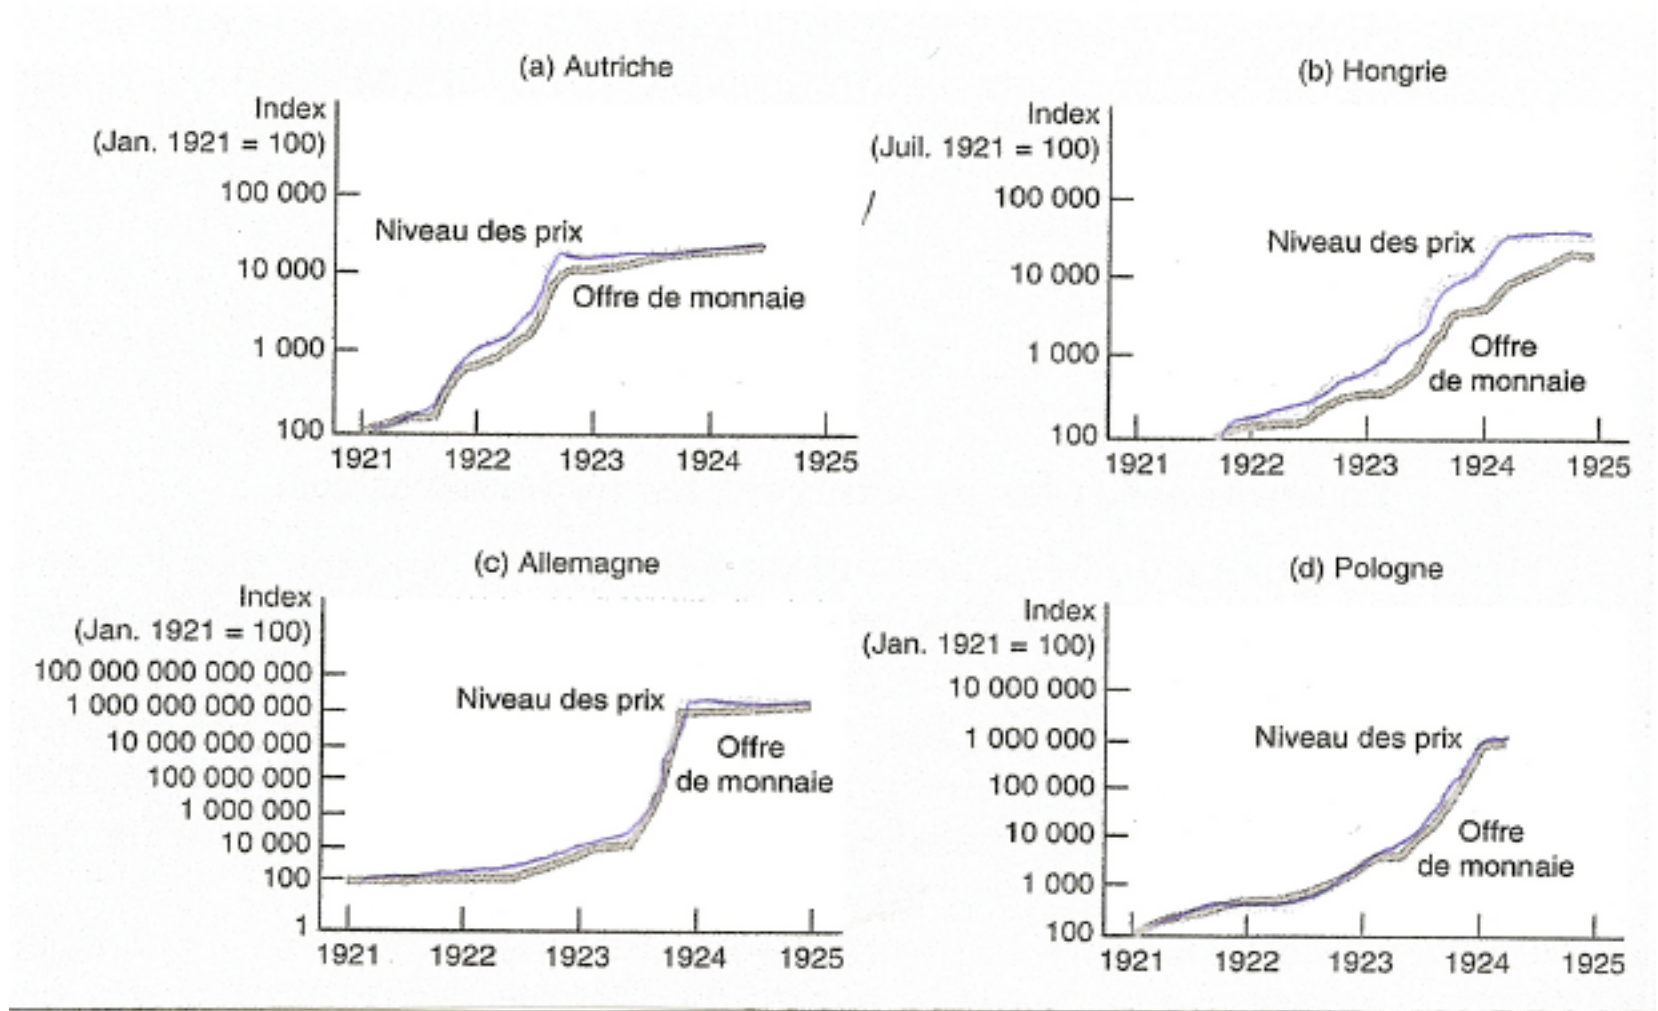 (a) Autriche
Index
(Jan. 1921 = 100)
100 000
10 000
1 000
100
Niveau des prix
Offre de monnaie
1921 1922 1923 1924 1925
(b) Hongrie
Index
(Juil. 1921 = 100)
100 000
10 000
1 000
100
Niveau des prix
Offre
de monnaie
1921 1922 1923 1924 1925
(c) Allemagne
Index
(Jan. 1921 = 100)
100 000 000 000 000
1 000 000 000 000
10 000 000 000
100 000 000
1 000 000
10 000
100
1
Niveau des prix
Offre
de monnaie
1921 1922 1923 1924 1925
(d) Pologne
Index
(Jan. 1921 = 100)
10 000 000
1 000 000
100 000
10 000
1 000
100
Niveau des prix
Offre
de monnaie
1921 1922 1923 1924 1925